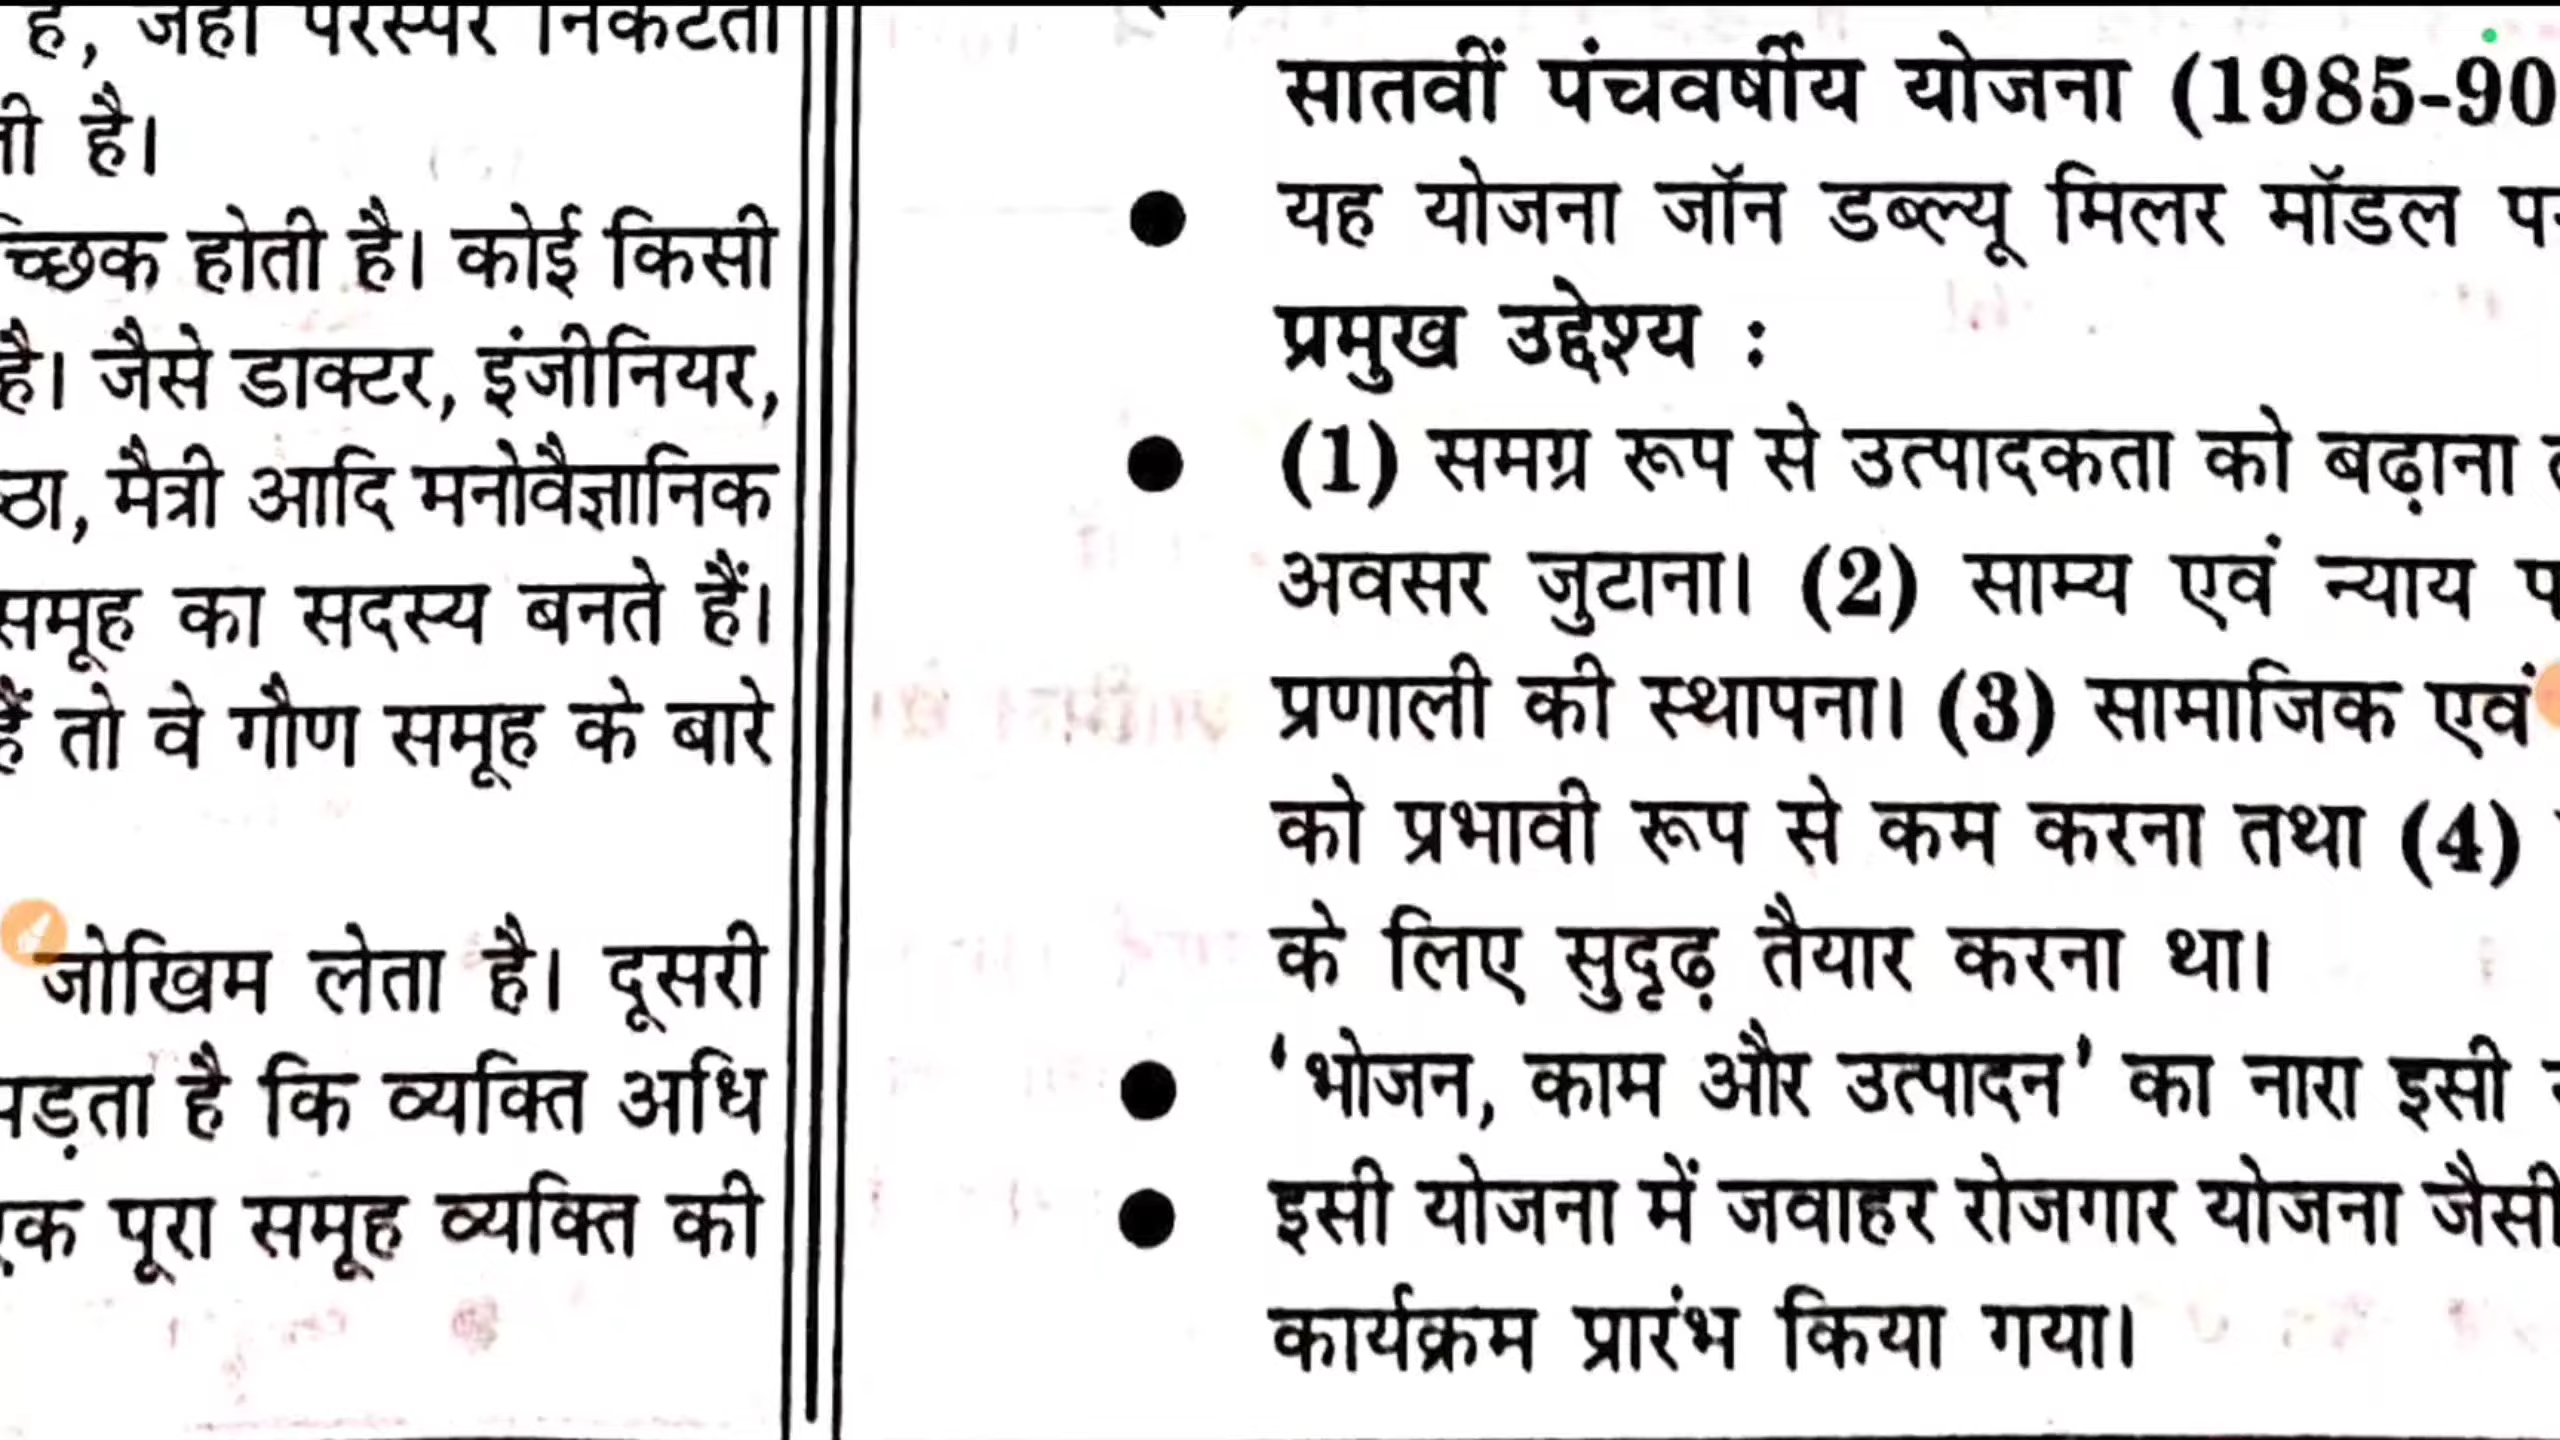 है, जहाँ परस्पर निकटता
है।
होती है। कोई किसी
है। जैसे डाक्टर, इंजीनियर,
मैत्री आदि मनोवैज्ञानिक
समूह का सदस्य बनते हैं।
हैं तो वे गौण समूह के बारे
जोखिम लेता है। दूसरी
पड़ता है कि व्यक्ति अधि
पूरा समूह व्यक्ति की
सातवीं पंचवर्षीय योजना (1985-90
● यह योजना जॉन डब्ल्यू मिलर मॉडल
प्रमुख उद्देश्य :
● (1) समग्र रूप से उत्पादकता को बढ़ाना
अवसर जुटाना। (2) साम्य एवं न्याय
प्रणाली की स्थापना। (3) सामाजिक एवं
को प्रभावी रूप से कम करना तथा (4)
के लिए सुदृढ़ तैयार करना था।
● 'भोजन, काम और उत्पादन' का नारा इसी
● इसी योजना में जवाहर रोजगार योजना जैसी
कार्यक्रम प्रारंभ किया गया।